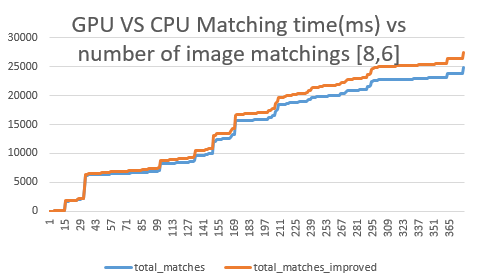 GPU VS CPU Matching time(ms) vs
number of image matchings [8,6]
30000
25000
20000
15000
10000
5000
0
1 15 29 43 57 71 85 99 113 127 141 155 169 183 197 211 225 239 253 267 281 295 309 323 337 351 365
total_matches total_matches_improved